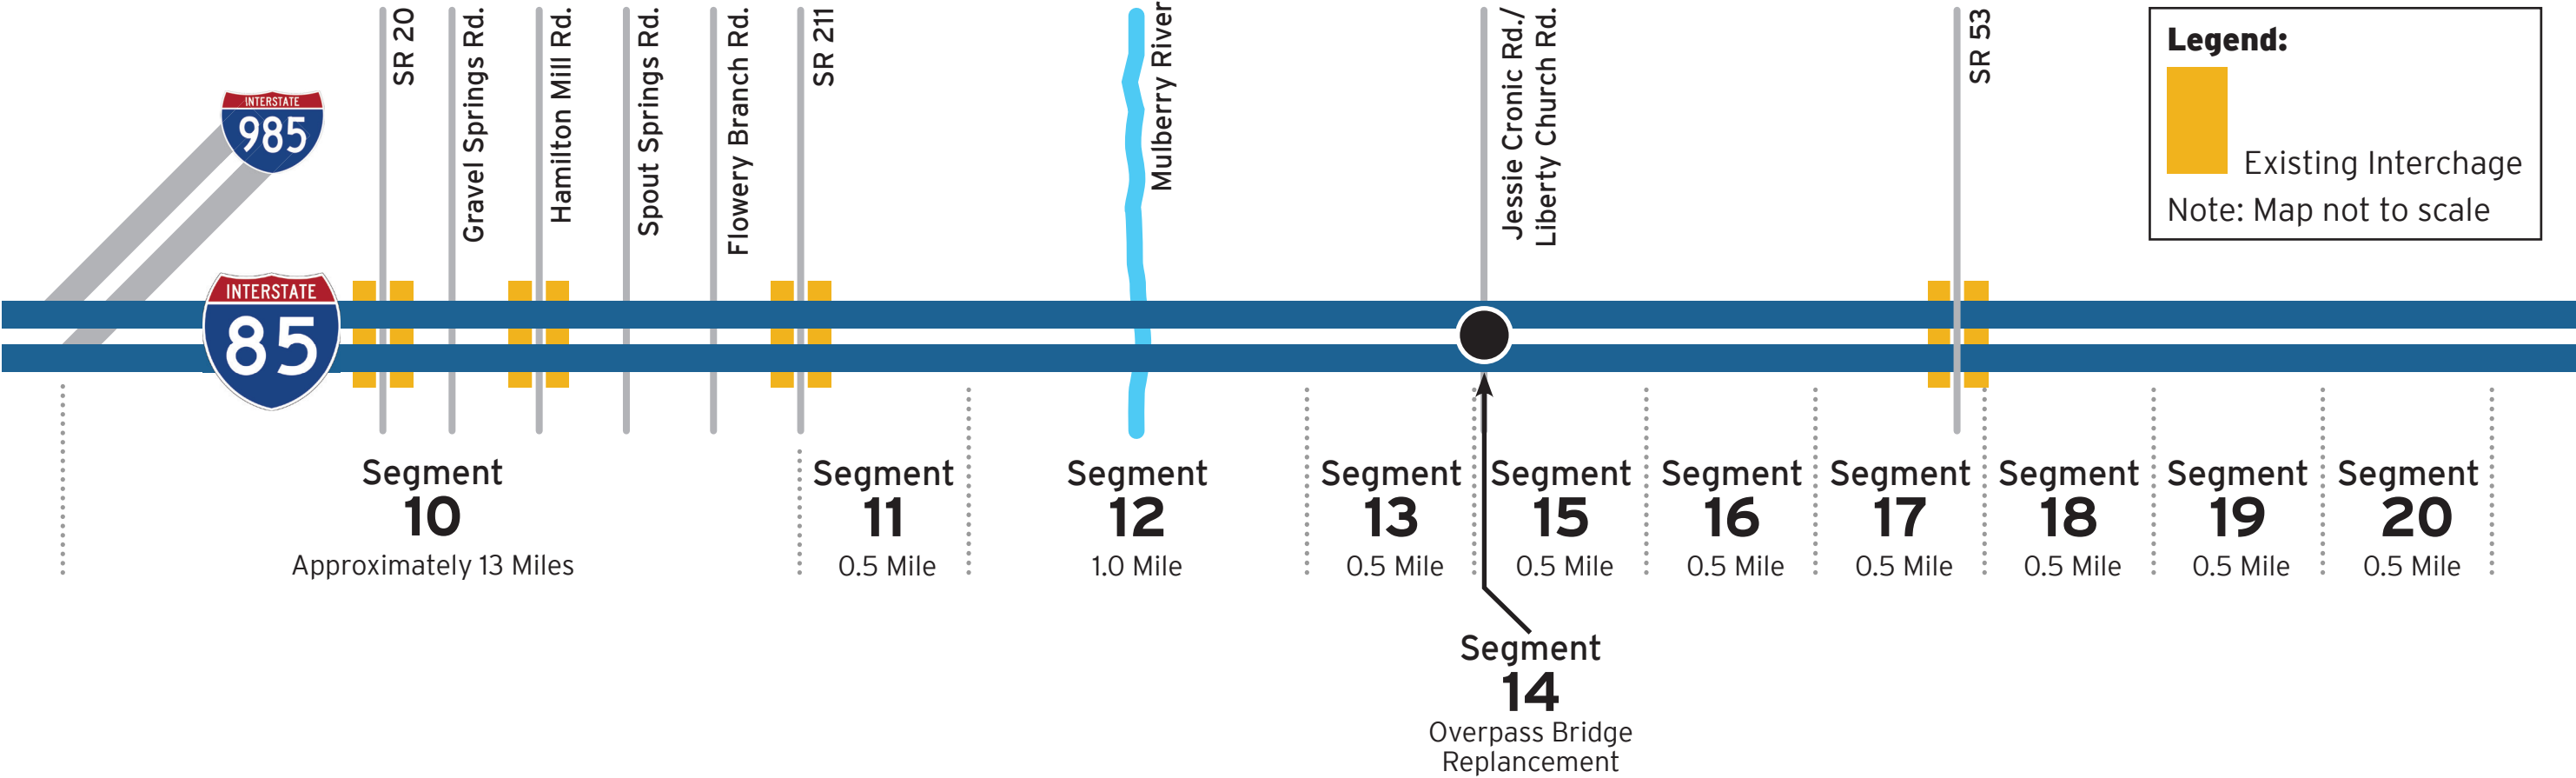 INTERSTATE
985
INTERSTATE
85
SR 20
Gravel Springs Rd.
Hamilton Mill Rd.
Spout Springs Rd.
Flowery Branch Rd.
SR 211
Mulberry River
Jessie Cronic Rd./
Liberty Church Rd.
SR 53
Legend:
Existing Interchage
Note: Map not to scale
Segment
10
Approximately 13 Miles
Segment
11
0.5 Mile
Segment
12
1.0 Mile
Segment
13
0.5 Mile
Segment
14
Overpass Bridge
Replancement
Segment
15
0.5 Mile
Segment
16
0.5 Mile
Segment
17
0.5 Mile
Segment
18
0.5 Mile
Segment
19
0.5 Mile
Segment
20
0.5 Mile